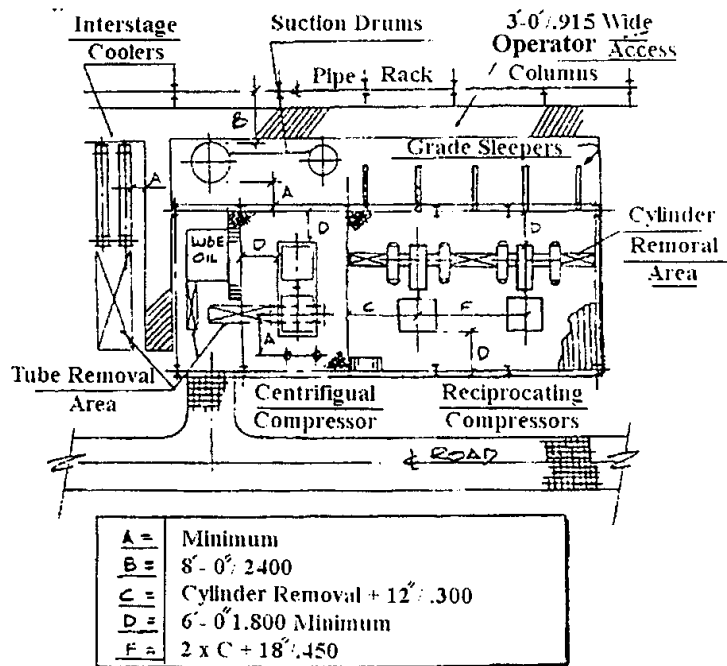 Interstage
Coolers
Suction Drums
3'-0"/.915 Wide
Operator Access
Pipe Rack Columns
B
Grade Sleepers
A
A
LUBE
OIL
D
D
D
Cylinder
Remoral
Area
C
F
A
D
Tube Removal
Area
Centrifigual
Compressor
Reciprocating
Compressors
℄ ROAD
A = Minimum
B = 8'-0"/2400
C = Cylinder Removal + 12"/.300
D = 6'-0"1.800 Minimum
F = 2 x C + 18"/.450